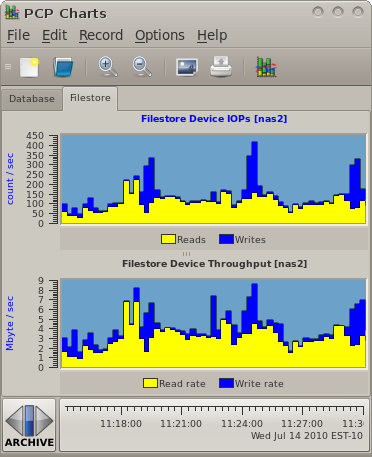 PCP Charts
File Edit Record Options Help
Database Filestore
Filestore Device IOPs [nas2]
count / sec
450
400
350
300
250
200
150
100
50
0
Reads Writes
Filestore Device Throughput [nas2]
Mbyte / sec
9
8
7
6
5
4
3
2
1
0
Read rate Write rate
ARCHIVE
11:18:00 11:21:00 11:24:00 11:27:00 11:3
Wed Jul 14 2010 EST-10